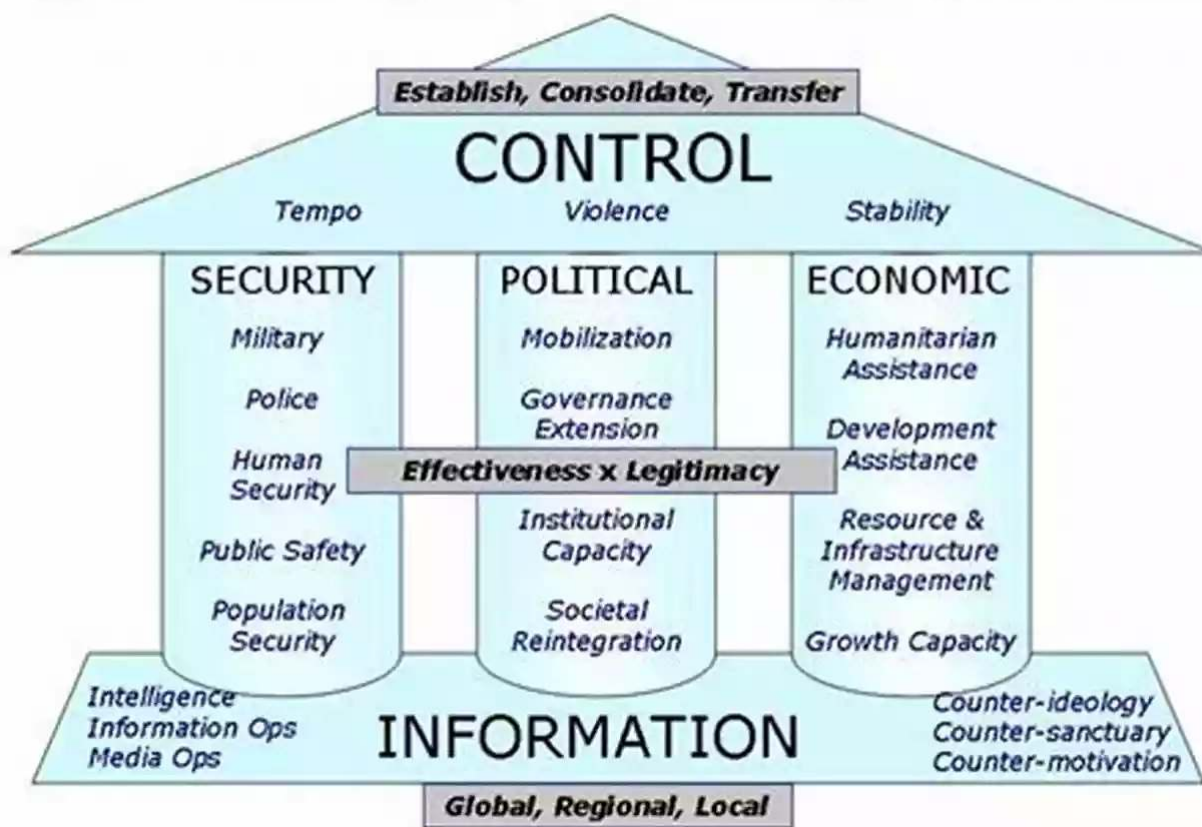 Establish, Consolidate, Transfer
CONTROL
Tempo
Violence
Stability
SECURITY
Military
Police
Human
Security
Public Safety
Population
Security
POLITICAL
Mobilization
Governance
Extension
Effectiveness x Legitimacy
Institutional
Capacity
Societal
Reintegration
ECONOMIC
Humanitarian
Assistance
Development
Assistance
Resource &
Infrastructure
Management
Growth Capacity
Intelligence
Information Ops
Media Ops
INFORMATION
Counter-ideology
Counter-sanctuary
Counter-motivation
Global, Regional, Local